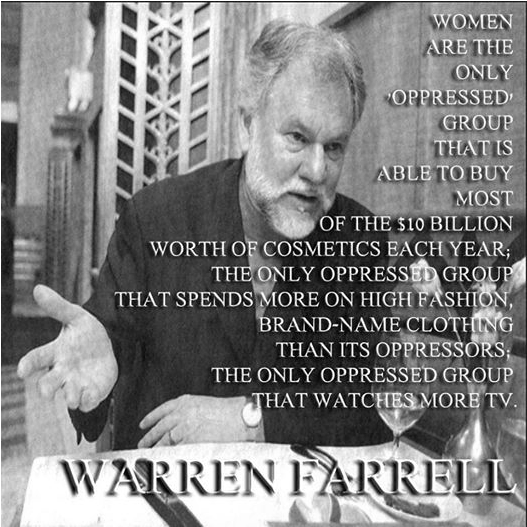 WOMEN
ARE THE
ONLY
'OPPRESSED'
GROUP
THAT IS
ABLE TO BUY
MOST
OF THE $10 BILLION
WORTH OF COSMETICS EACH YEAR;
THE ONLY OPPRESSED GROUP
THAT SPENDS MORE ON HIGH FASHION,
BRAND-NAME CLOTHING
THAN ITS OPPRESSORS;
THE ONLY OPPRESSED GROUP
THAT WATCHES MORE TV.
WARREN FARRELL